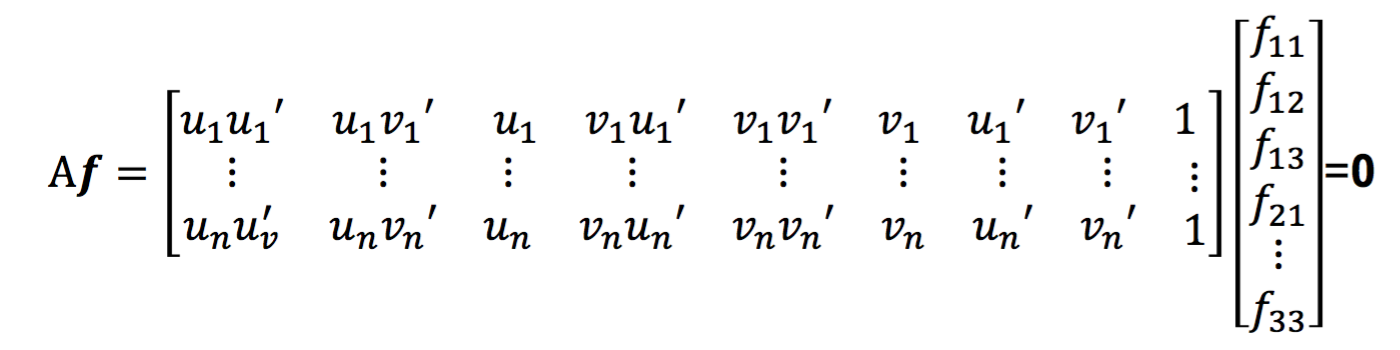 Af = [u₁u₁′ u₁v₁′ u₁ v₁u₁′ v₁v₁′ v₁ u₁′ v₁′ 1] [f₁₁]
⋮ ⋮ ⋮ ⋮ ⋮ ⋮ ⋮ ⋮ ⋮ [f₁₂]
uₙu′ᵥ uₙvₙ′ uₙ vₙuₙ′ vₙvₙ′ vₙ uₙ′ vₙ′ 1 [f₁₃]
f₂₁
⋮
f₃₃
=0